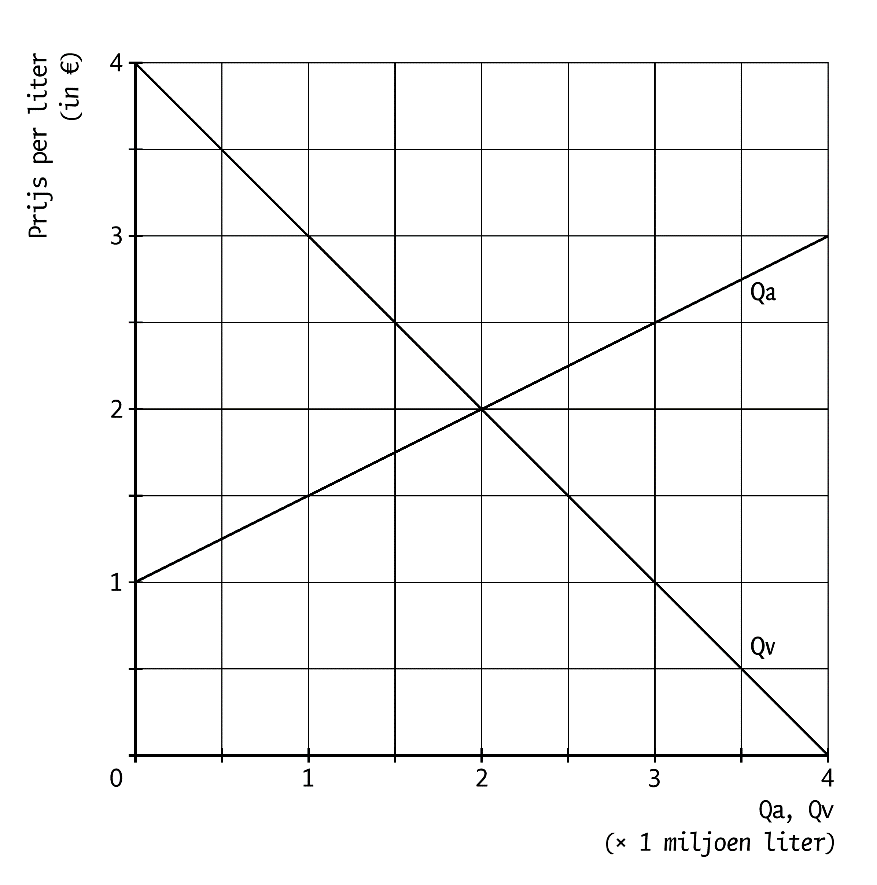 Prijs per liter
(in €)
4
3
Qa
2
1
Qv
0
1
2
3
4
Qa, Qv
(× 1 miljoen liter)